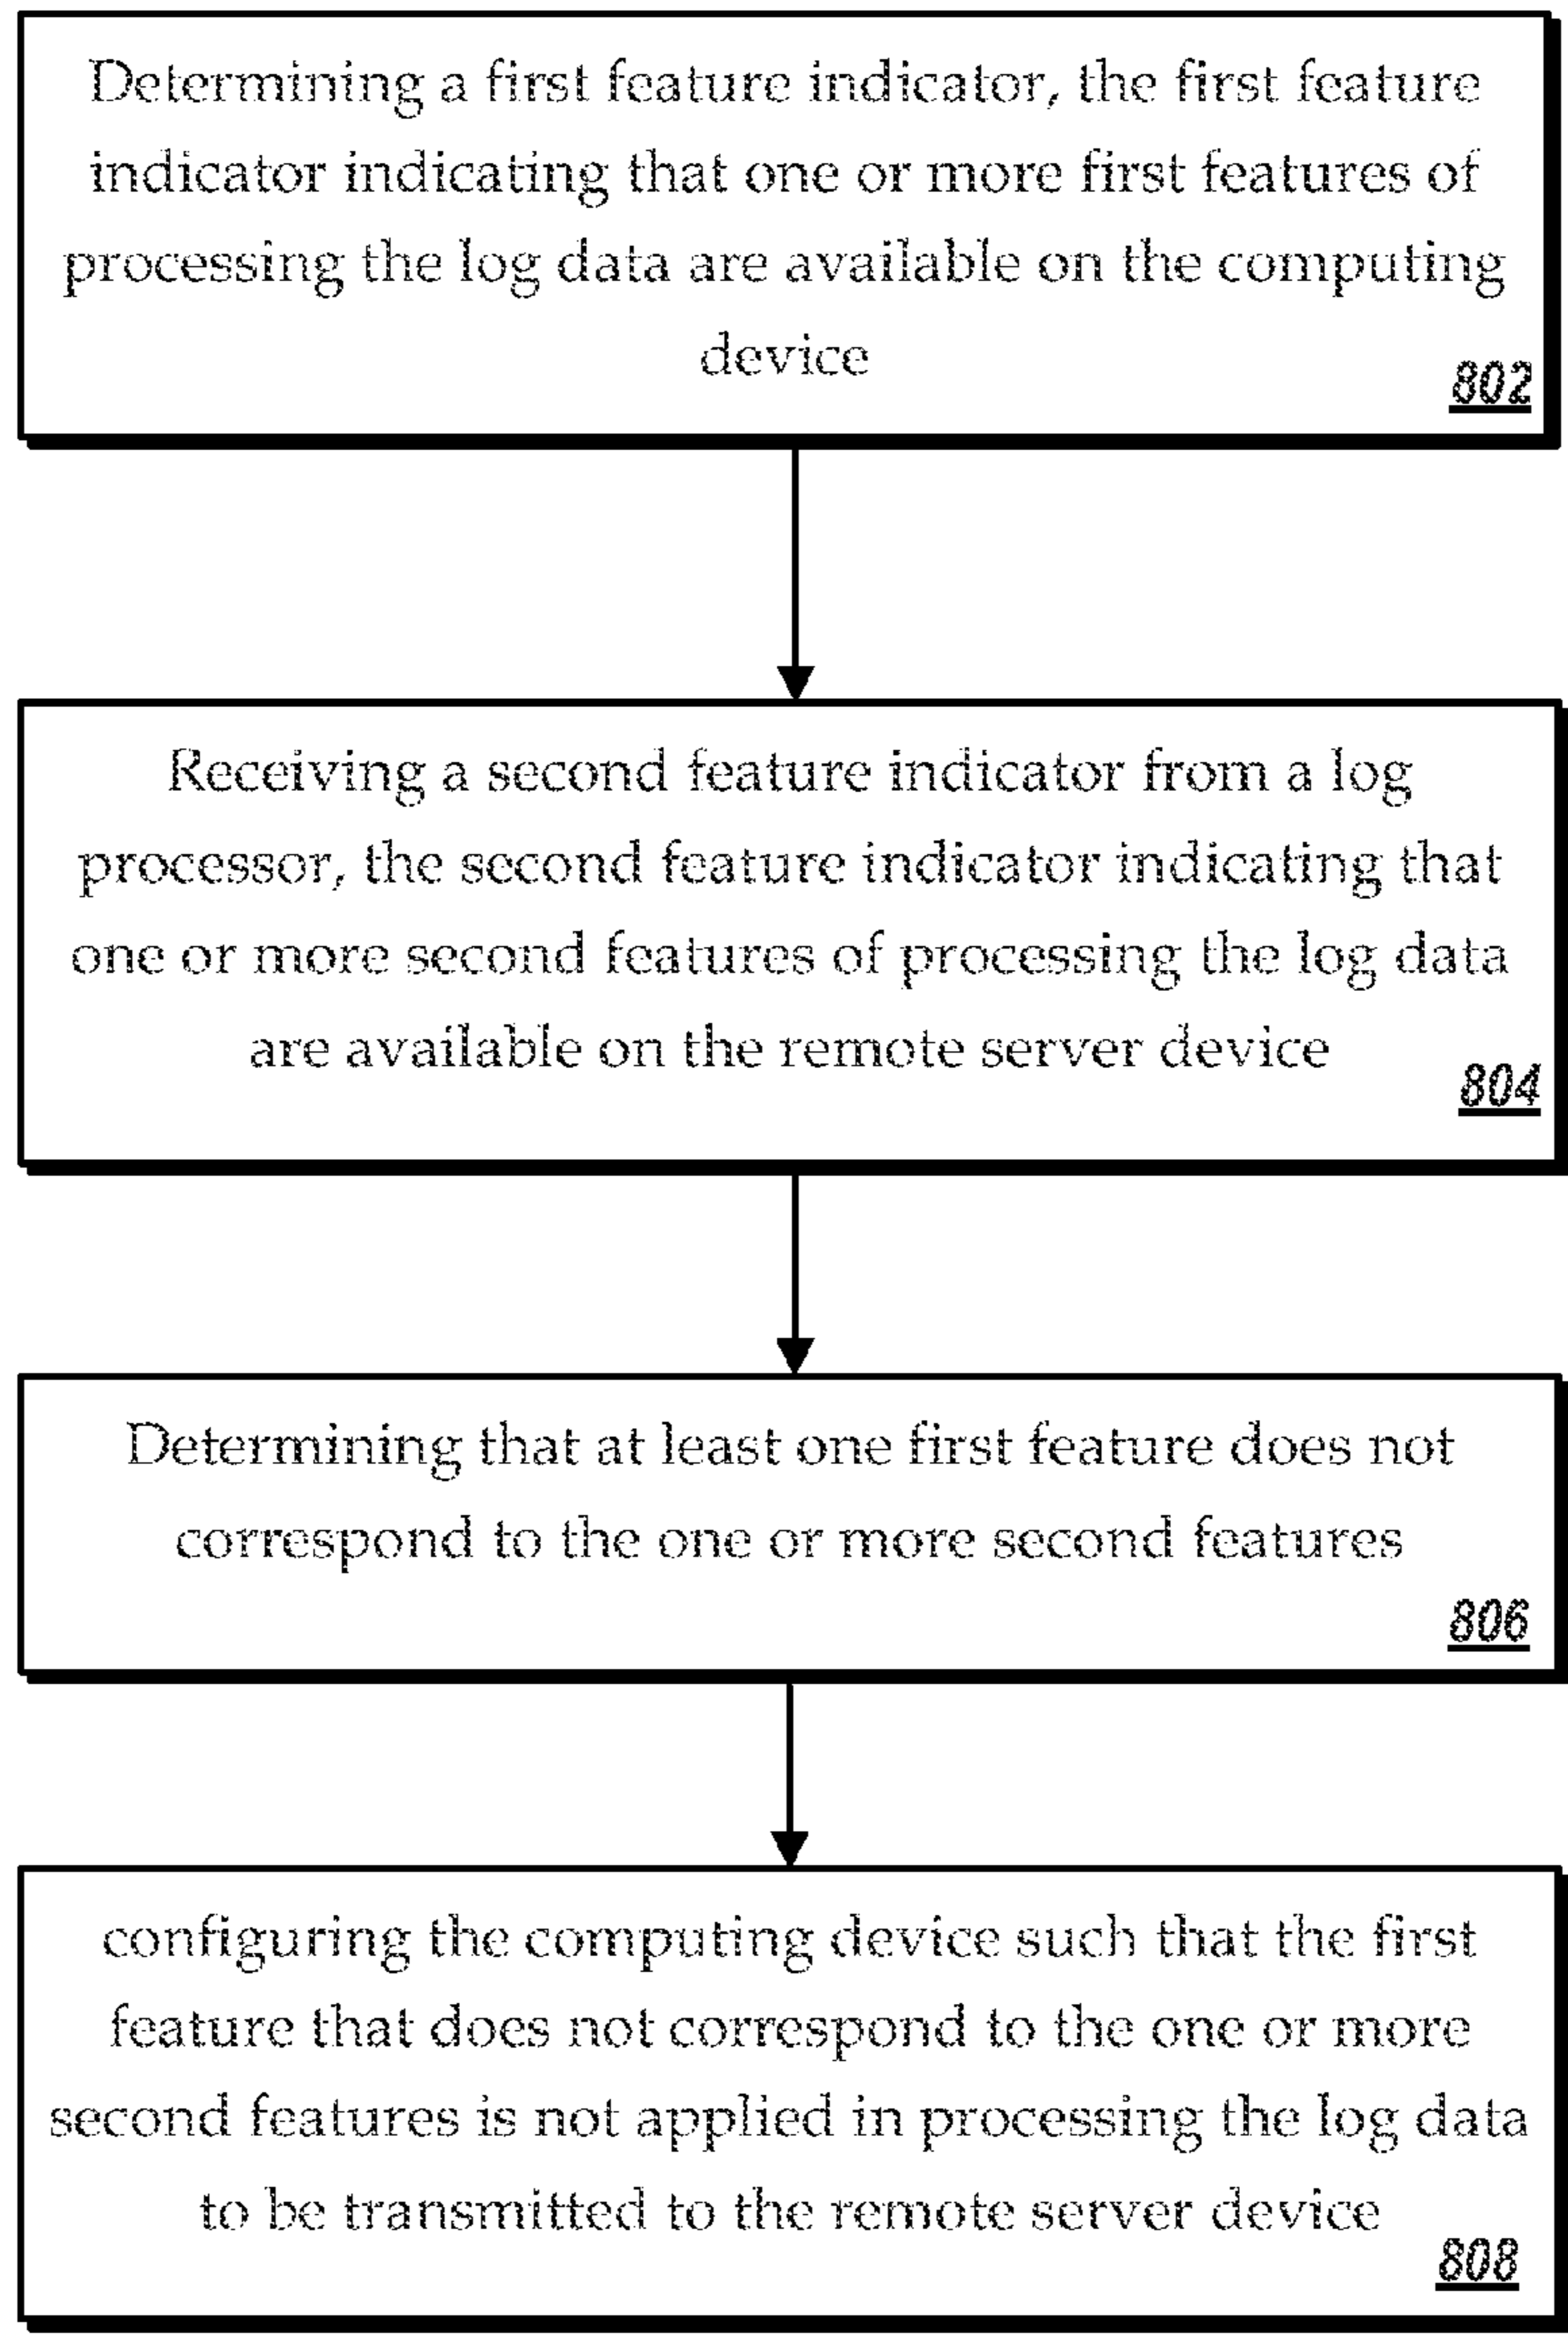 Determining a first feature indicator, the first feature
indicator indicating that one or more first features of
processing the log data are available on the computing
device
802
Receiving a second feature indicator from a log
processor, the second feature indicator indicating that
one or more second features of processing the log data
are available on the remote server device
804
Determining that at least one first feature does not
correspond to the one or more second features
806
configuring the computing device such that the first
feature that does not correspond to the one or more
second features is not applied in processing the log data
to be transmitted to the remote server device
808